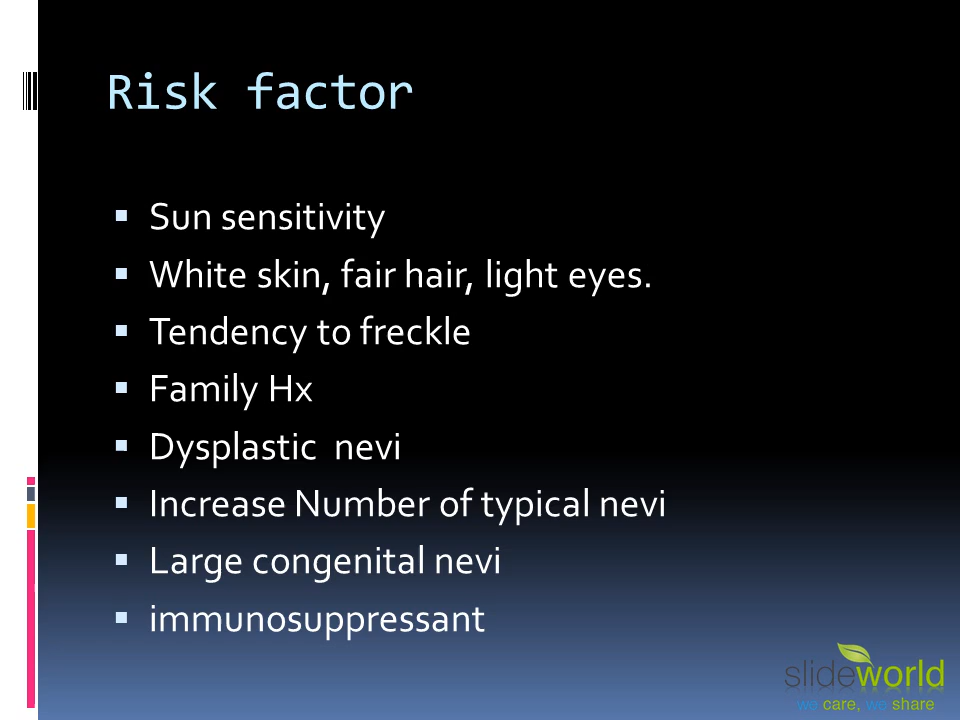 Risk factor
Sun sensitivity
White skin, fair hair, light eyes.
Tendency to freckle
Family Hx
Dysplastic nevi
Increase Number of typical nevi
Large congenital nevi
immunosuppressant
slideworld
we care, we share